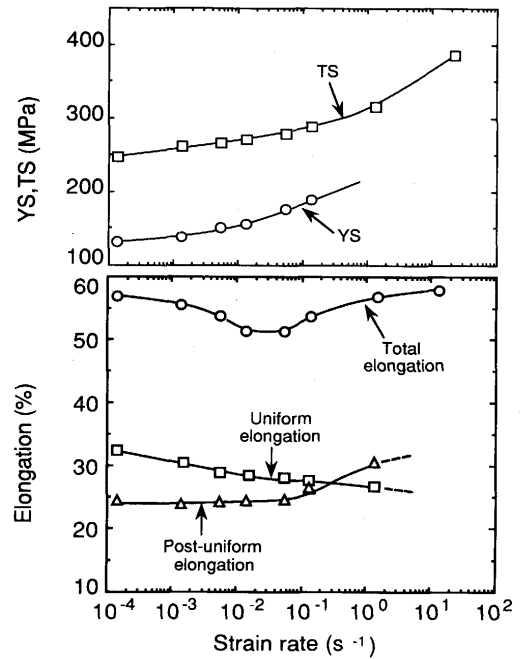 400
300
200
100
YS,TS (MPa)
TS
YS
60
50
40
30
20
10
Elongation (%)
Total
elongation
Uniform
elongation
Post-uniform
elongation
10⁻⁴ 10⁻³ 10⁻² 10⁻¹ 10⁰ 10¹ 10²
Strain rate (s ⁻¹)